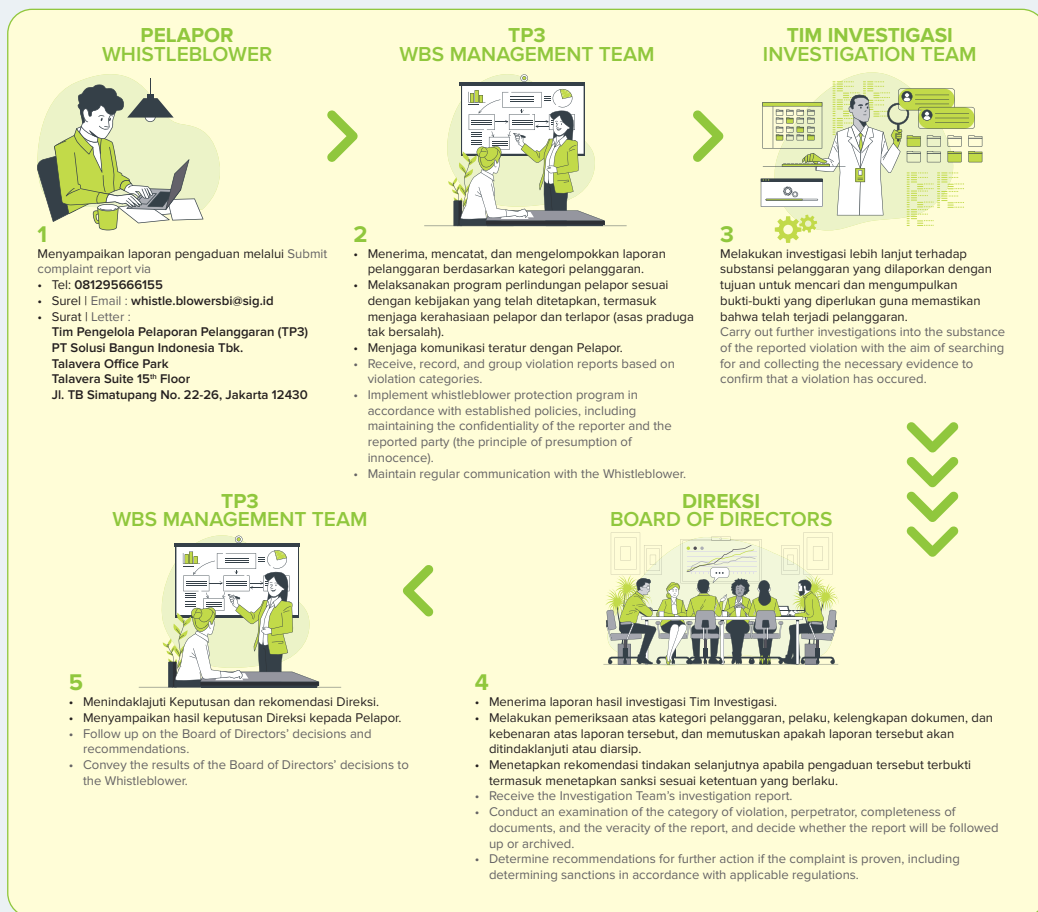 PELAPOR
WHISTLEBLOWER
1
Menyampaikan laporan pengaduan melalui Submit
complaint report via
• Tel: 081295666155
• Surel | Email : whistle.blowersbi@sig.id
• Surat | Letter :
Tim Pengelola Pelaporan Pelanggaran (TP3)
PT Solusi Bangun Indonesia Tbk.
Talavera Office Park
Talavera Suite 15th Floor
Jl. TB Simatupang No. 22-26, Jakarta 12430
TP3
WBS MANAGEMENT TEAM
2
• Menerima, mencatat, dan mengelompokkan laporan
pelanggaran berdasarkan kategori pelanggaran.
• Melaksanakan program perlindungan pelapor sesuai
dengan kebijakan yang telah ditetapkan, termasuk
menjaga kerahasiaan pelapor dan terlapor (asas praduga
tak bersalah).
• Menjaga komunikasi teratur dengan Pelapor.
• Receive, record, and group violation reports based on
violation categories.
• Implement whistleblower protection program in
accordance with established policies, including
maintaining the confidentiality of the reporter and the
reported party (the principle of presumption of
innocence).
• Maintain regular communication with the Whistleblower.
TIM INVESTIGASI
INVESTIGATION TEAM
3
Melakukan investigasi lebih lanjut terhadap
substansi pelanggaran yang dilaporkan dengan
tujuan untuk mencari dan mengumpulkan
bukti-bukti yang diperlukan guna memastikan
bahwa telah terjadi pelanggaran.
Carry out further investigations into the substance
of the reported violation with the aim of searching
for and collecting the necessary evidence to
confirm that a violation has occured.
DIREKSI
BOARD OF DIRECTORS
4
• Menerima laporan hasil investigasi Tim Investigasi.
• Melakukan pemeriksaan atas kategori pelanggaran, pelaku, kelengkapan dokumen, dan
kebenaran atas laporan tersebut, dan memutuskan apakah laporan tersebut akan
ditindaklanjuti atau diarsip.
• Menetapkan rekomendasi tindakan selanjutnya apabila pengaduan tersebut terbukti
termasuk menetapkan sanksi sesuai ketentuan yang berlaku.
• Receive the Investigation Team's investigation report.
• Conduct an examination of the category of violation, perpetrator, completeness of
documents, and the veracity of the report, and decide whether the report will be followed
up or archived.
• Determine recommendations for further action if the complaint is proven, including
determining sanctions in accordance with applicable regulations.
TP3
WBS MANAGEMENT TEAM
5
• Menindaklajuti Keputusan dan rekomendasi Direksi.
• Menyampaikan hasil keputusan Direksi kepada Pelapor.
• Follow up on the Board of Directors' decisions and
recommendations.
• Convey the results of the Board of Directors' decisions to
the Whistleblower.